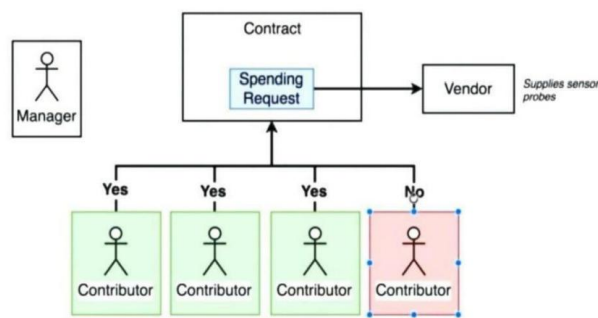 Contract
Manager
Spending
Request
Vendor
Supplies sensor
probes
Yes
Yes
Yes
No
Contributor
Contributor
Contributor
Contributor